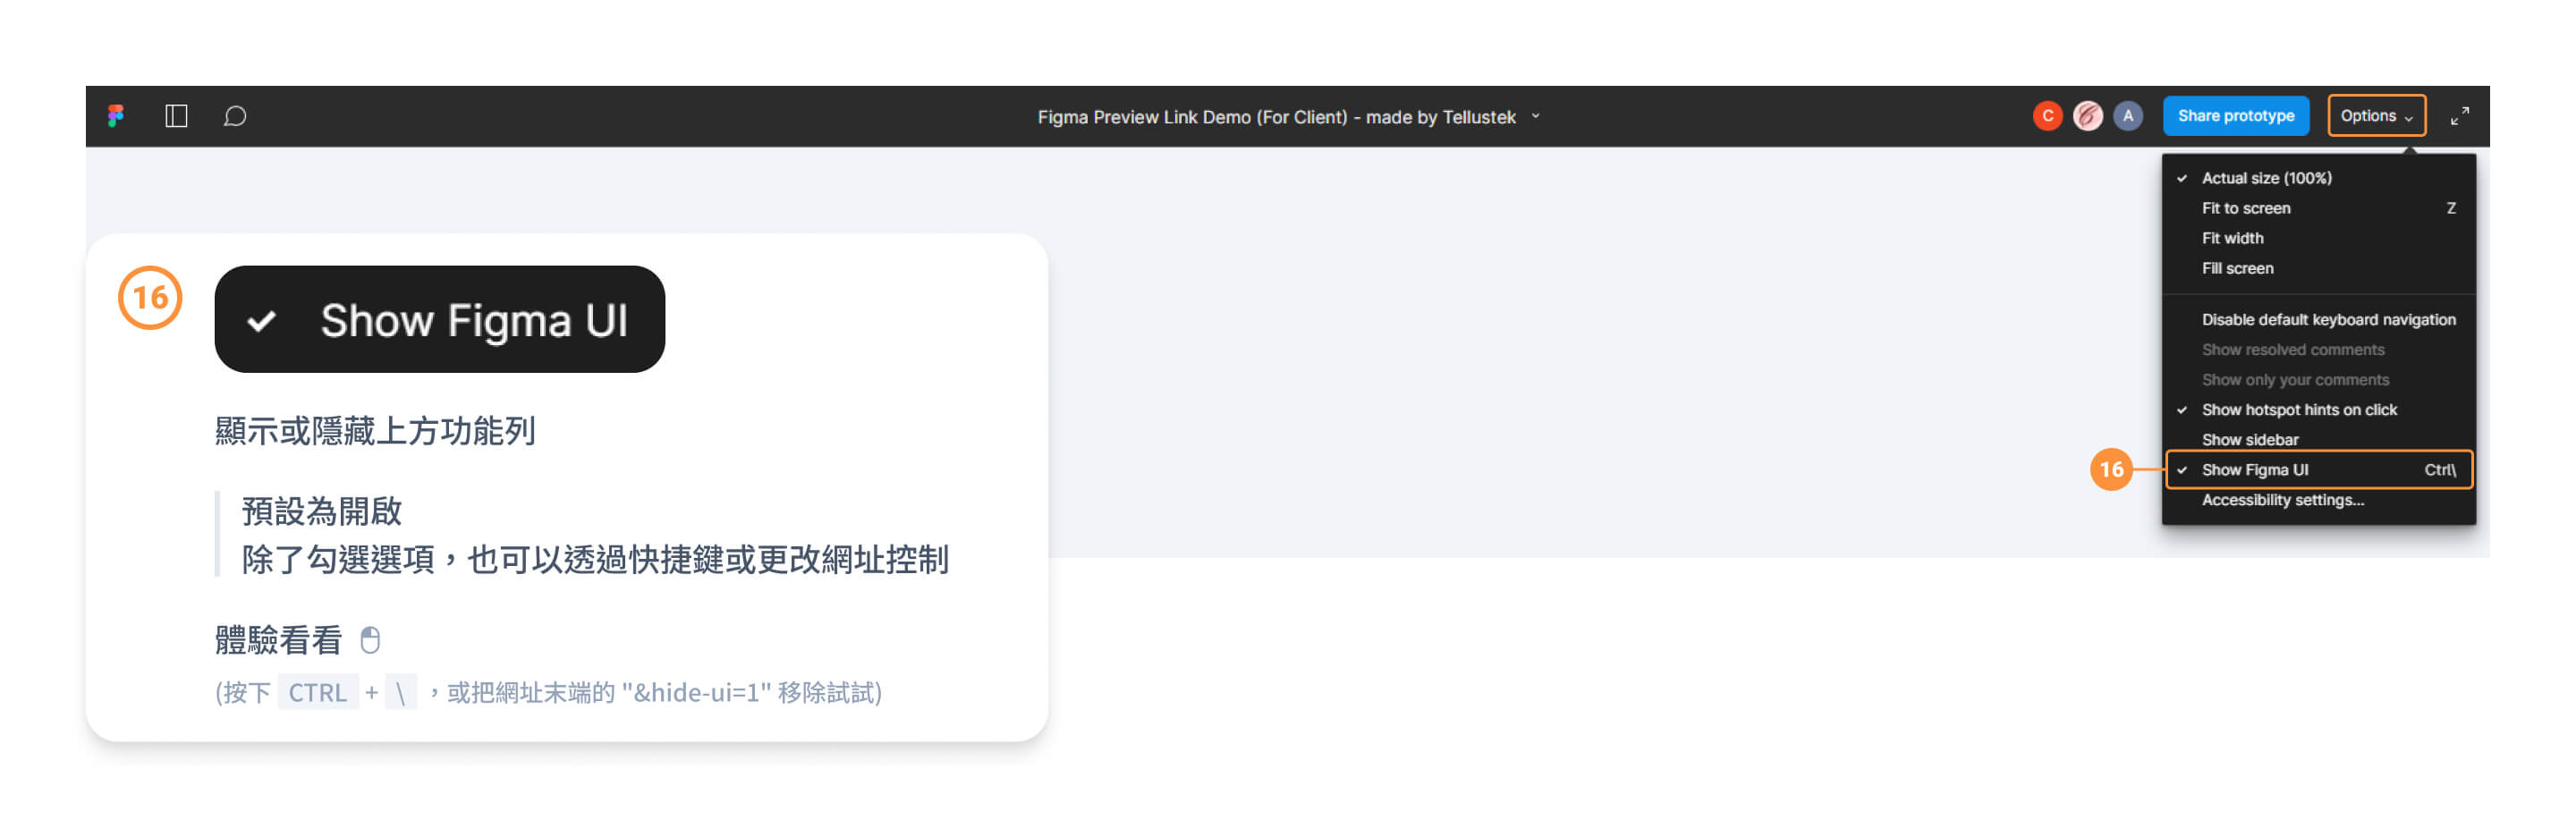 Figma Preview Link Demo (For Client) - made by Tellustek
C
A
Share prototype
Options
Actual size (100%)
Fit to screen Z
Fit width
Fill screen
Disable default keyboard navigation
Show resolved comments
Show only your comments
Show hotspot hints on click
Show sidebar
16
Show Figma UI Ctrl\
Accessibility settings...
16
Show Figma UI
顯示或隱藏上方功能列
預設為開啟
除了勾選選項，也可以透過快捷鍵或更改網址控制
體驗看看
(按下 CTRL + \ ，或把網址末端的 "&hide-ui=1" 移除試試)